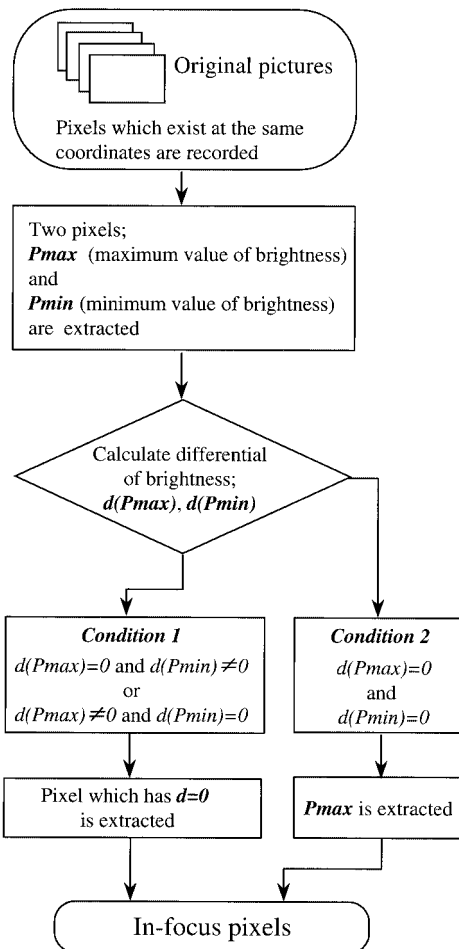 Original pictures
Pixels which exist at the same
coordinates are recorded
Two pixels;
Pmax (maximum value of brightness)
and
Pmin (minimum value of brightness)
are extracted
Calculate differential
of brightness;
d(Pmax), d(Pmin)
Condition 1
d(Pmax)=0 and d(Pmin)≠0
or
d(Pmax)≠0 and d(Pmin)=0
Condition 2
d(Pmax)=0
and
d(Pmin)=0
Pixel which has d=0
is extracted
Pmax is extracted
In-focus pixels